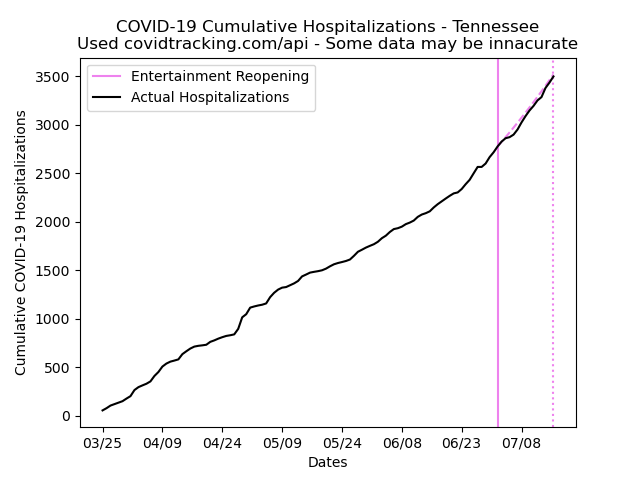 COVID-19 Cumulative Hospitalizations - Tennessee
Used covidtracking.com/api - Some data may be innacurate
Entertainment Reopening
Actual Hospitalizations
Cumulative COVID-19 Hospitalizations
3500
3000
2500
2000
1500
1000
500
0
03/25 04/09 04/24 05/09 05/24 06/08 06/23 07/08
Dates